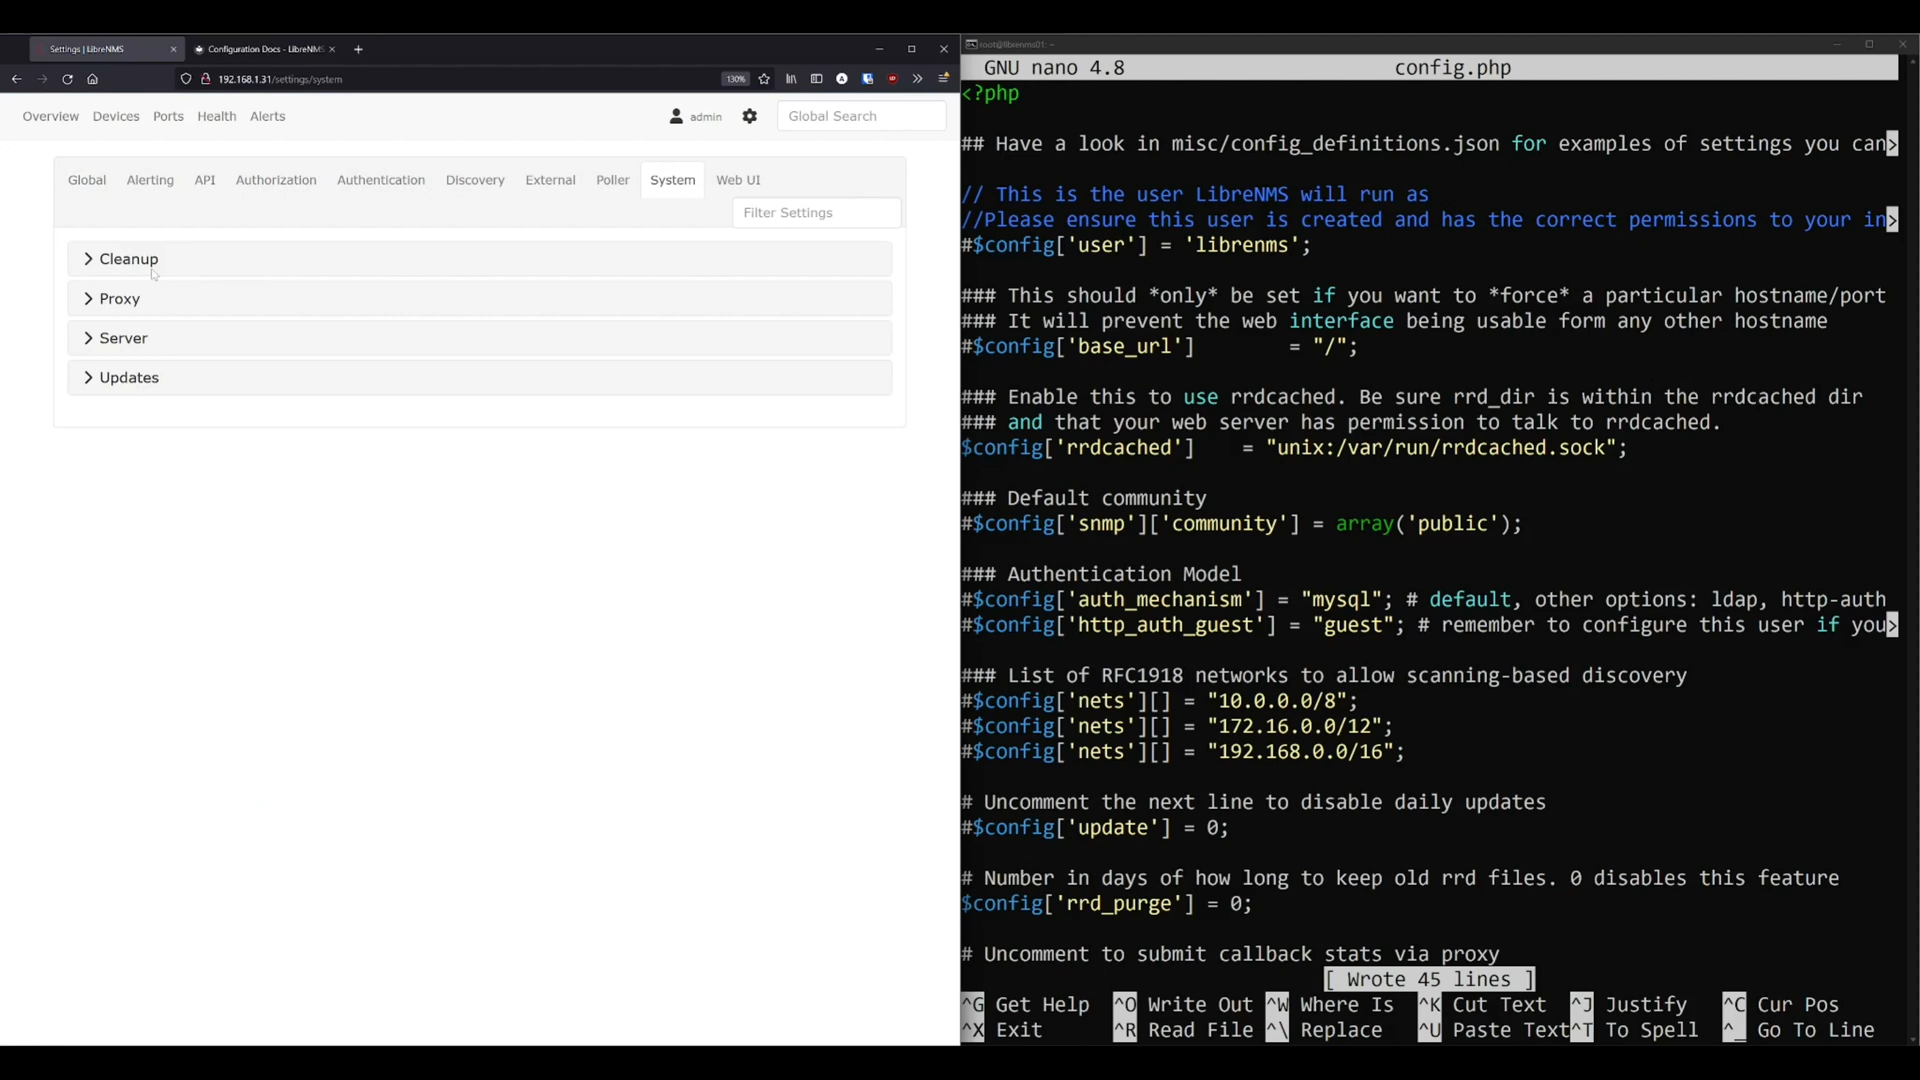 Settings | LibreNMS
Configuration Docs - LibreNMS
192.168.1.31/settings/system
130%
Overview Devices Ports Health Alerts
admin
Global Search
Global Alerting API Authorization Authentication Discovery External Poller System Web UI
Filter Settings
Cleanup
Proxy
Server
Updates
root@librenms01: ~
GNU nano 4.8 config.php
<?php
## Have a look in misc/config_definitions.json for examples of settings you can>
// This is the user LibreNMS will run as
//Please ensure this user is created and has the correct permissions to your in>
#$config['user'] = 'librenms';
### This should *only* be set if you want to *force* a particular hostname/port
### It will prevent the web interface being usable form any other hostname
#$config['base_url'] = "/";
### Enable this to use rrdcached. Be sure rrd_dir is within the rrdcached dir
### and that your web server has permission to talk to rrdcached.
$config['rrdcached'] = "unix:/var/run/rrdcached.sock";
### Default community
#$config['snmp']['community'] = array('public');
### Authentication Model
#$config['auth_mechanism'] = "mysql"; # default, other options: ldap, http-auth
#$config['http_auth_guest'] = "guest"; # remember to configure this user if you>
### List of RFC1918 networks to allow scanning-based discovery
#$config['nets'][] = "10.0.0.0/8";
#$config['nets'][] = "172.16.0.0/12";
#$config['nets'][] = "192.168.0.0/16";
# Uncomment the next line to disable daily updates
#$config['update'] = 0;
# Number in days of how long to keep old rrd files. 0 disables this feature
$config['rrd_purge'] = 0;
# Uncomment to submit callback stats via proxy
[ Wrote 45 lines ]
^G Get Help ^O Write Out ^W Where Is ^K Cut Text ^J Justify ^C Cur Pos
^X Exit ^R Read File ^\ Replace ^U Paste Text ^T To Spell ^_ Go To Line